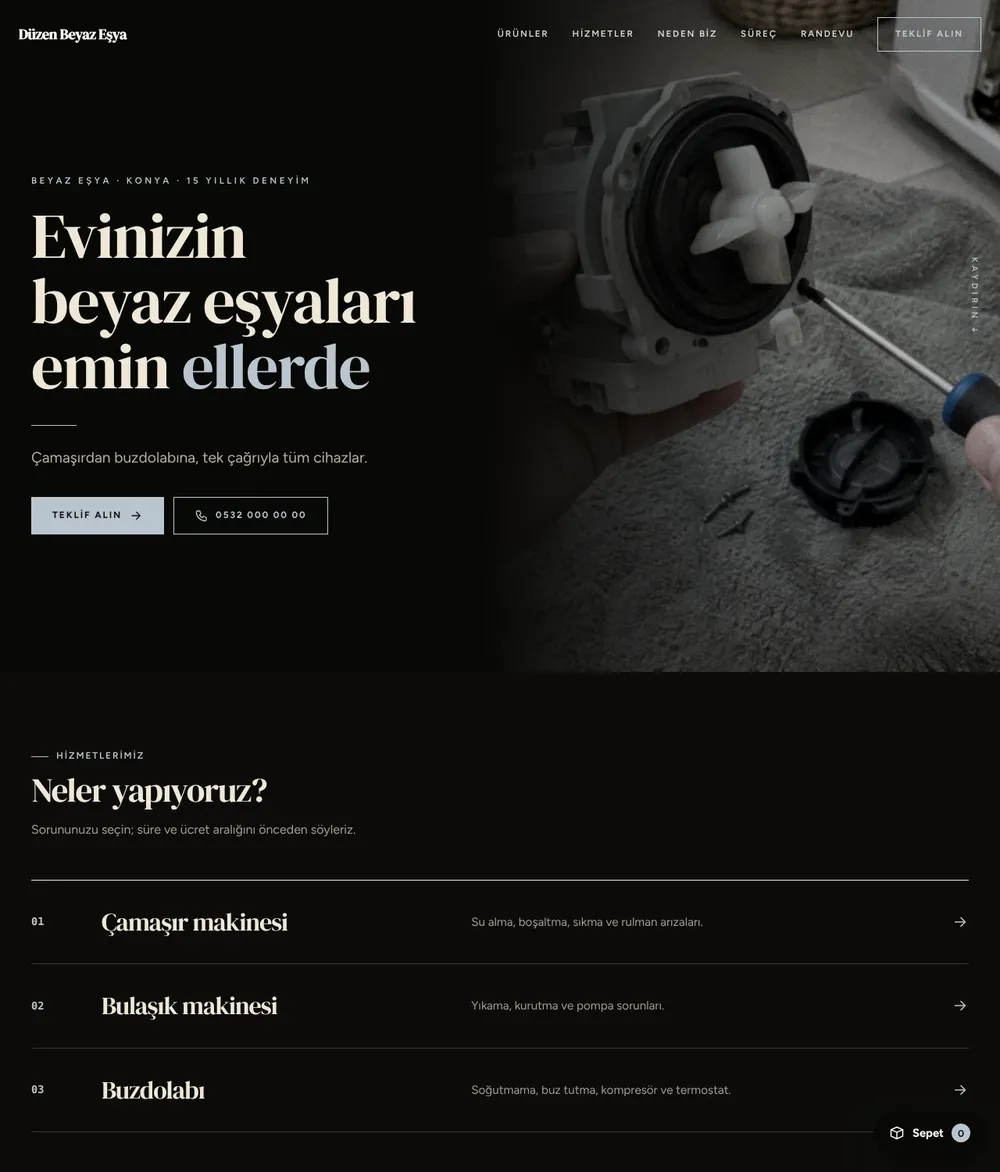 Düzen Beyaz Eşya
ÜRÜNLER
HİZMETLER
NEDEN BİZ
SÜREÇ
RANDEVU
TEKLİF ALIN
BEYAZ EŞYA · KONYA · 15 YILLIK DENEYİM
Evinizin
beyaz eşyaları
emin ellerde
Çamaşırdan buzdolabına, tek çağrıyla tüm cihazlar.
TEKLİF ALIN →
0532 000 00 00
KAYDIRIN ↓
HİZMETLERİMİZ
Neler yapıyoruz?
Sorununuzu seçin; süre ve ücret aralığını önceden söyleriz.
01 Çamaşır makinesi Su alma, boşaltma, sıkma ve rulman arızaları. →
02 Bulaşık makinesi Yıkama, kurutma ve pompa sorunları. →
03 Buzdolabı Soğutmama, buz tutma, kompresör ve termostat. →
Sepet 0